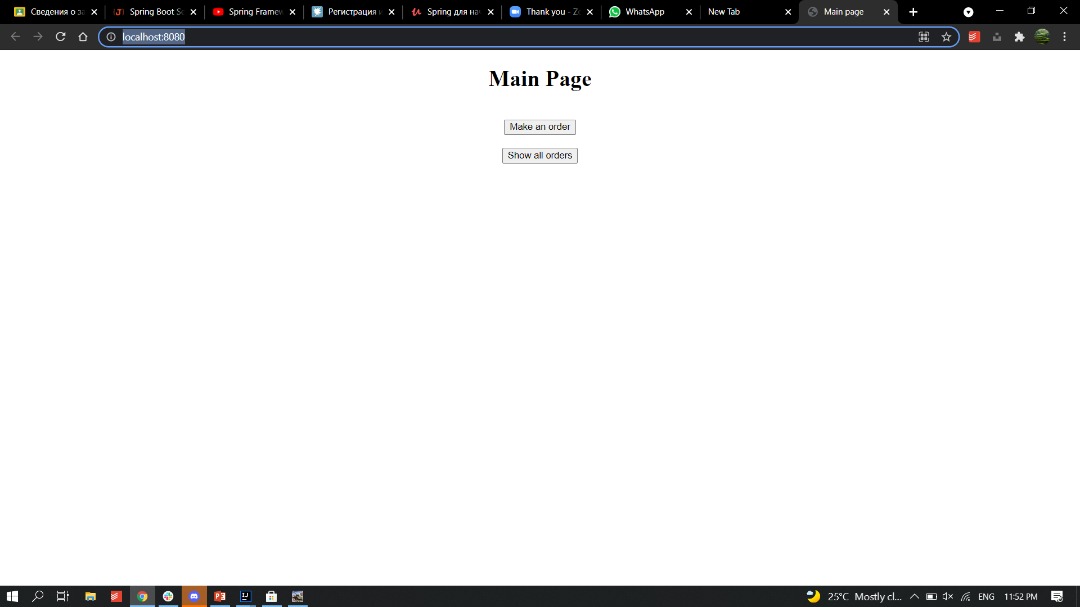 Сведения о з
Spring Boot S
Spring Framew
Регистрация и
Spring для на
Thank you - Z
WhatsApp
New Tab
Main page
localhost:8080
Main Page
Make an order
Show all orders
25°C Mostly cl...
ENG
11:52 PM